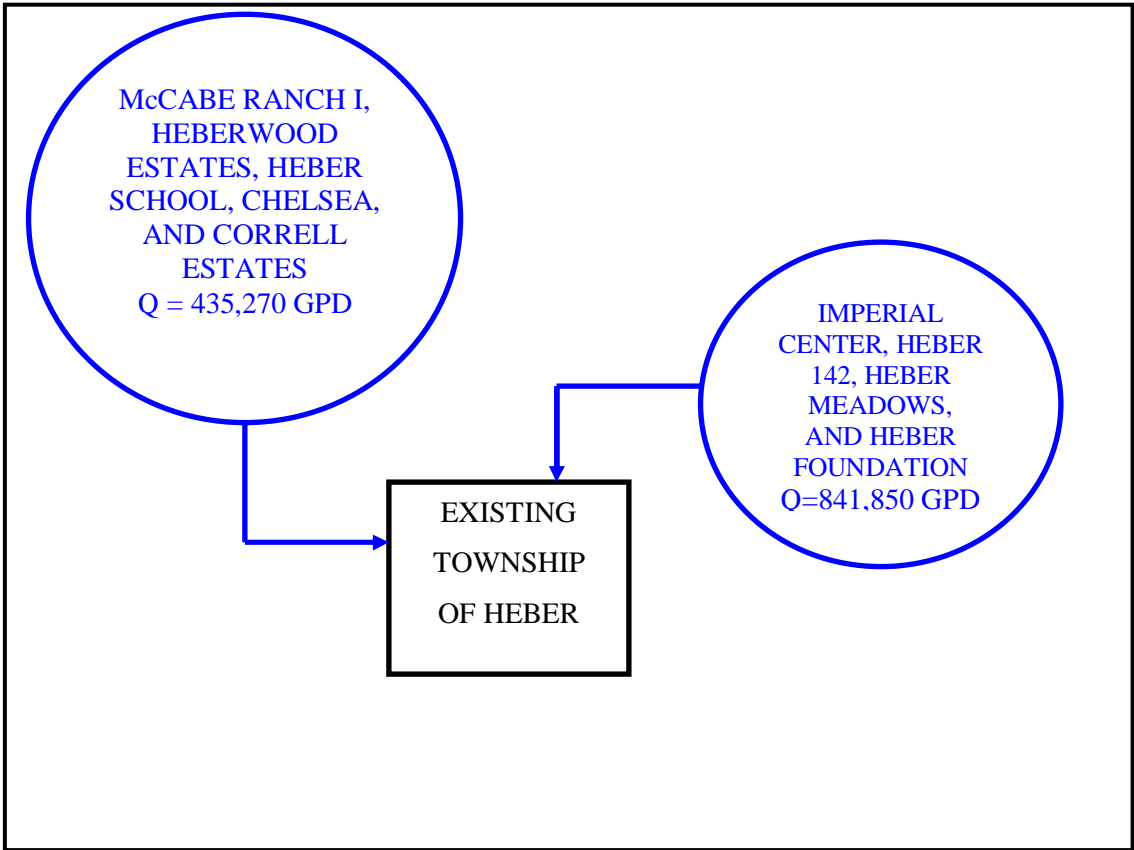 McCABE RANCH I,
HEBERWOOD
ESTATES, HEBER
SCHOOL, CHELSEA,
AND CORRELL
ESTATES
Q = 435,270 GPD
IMPERIAL
CENTER, HEBER
142, HEBER
MEADOWS,
AND HEBER
FOUNDATION
Q=841,850 GPD
EXISTING
TOWNSHIP
OF HEBER